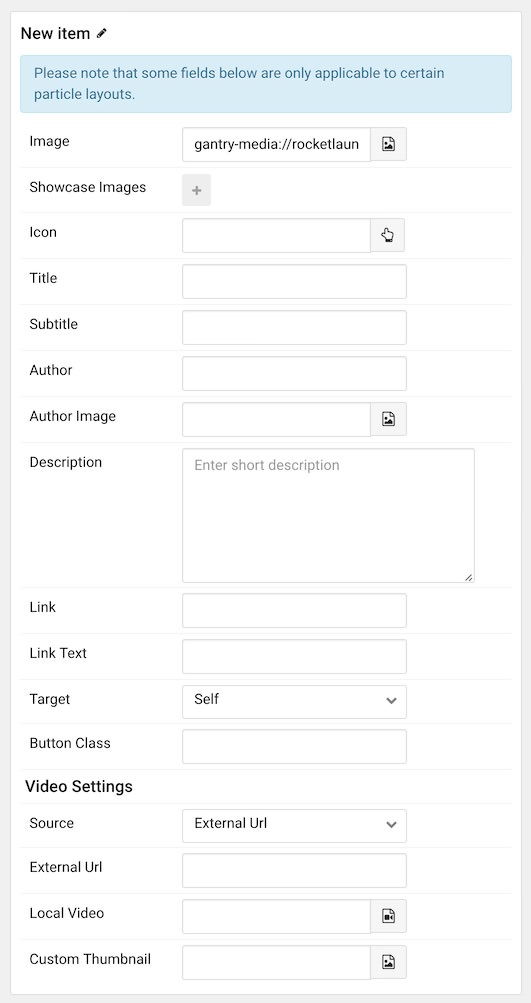 New item
Please note that some fields below are only applicable to certain
particle layouts.
Image
gantry-media://rocketlaun
Showcase Images
+
Icon
Title
Subtitle
Author
Author Image
Description
Enter short description
Link
Link Text
Target
Self
Button Class
Video Settings
Source
External Url
External Url
Local Video
Custom Thumbnail